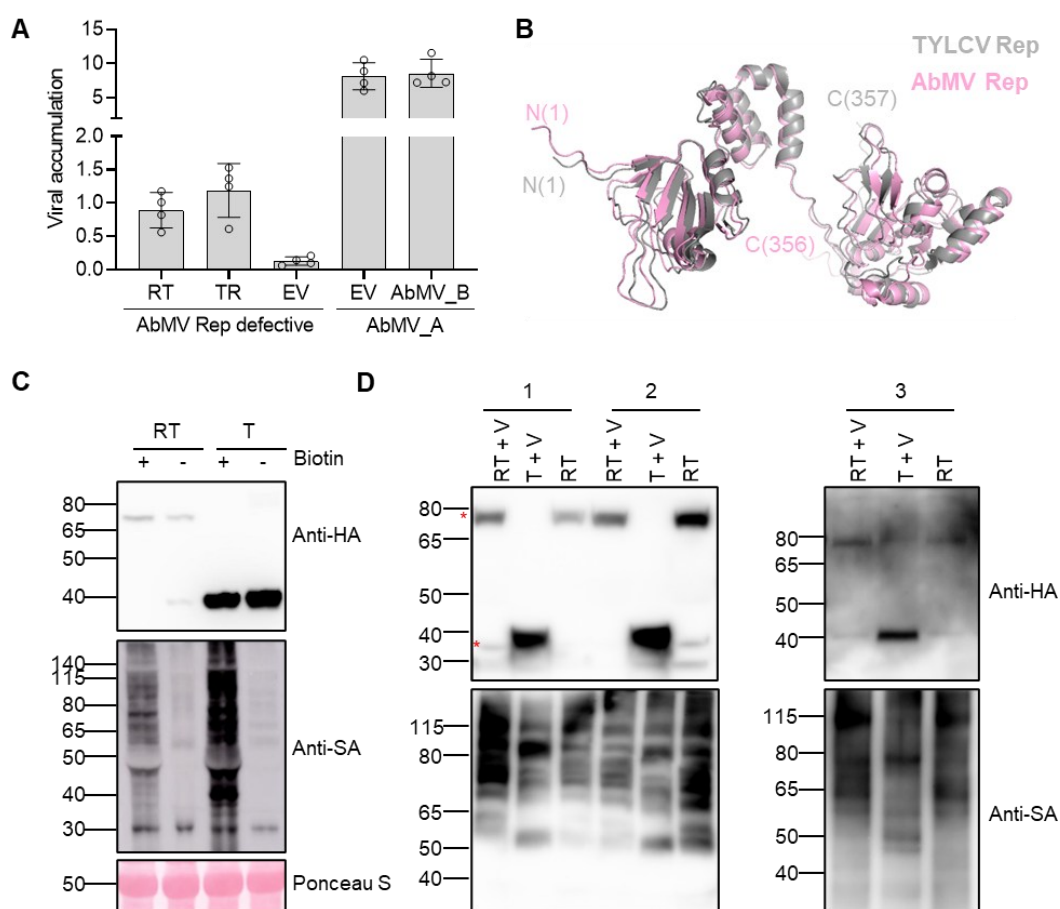 A
Viral accumulation
15
10
5
2.0
1.5
1.0
0.5
0.0
RT TR EV EV AbMV_B
AbMV Rep defective AbMV_A
B
TYLCV Rep
AbMV Rep
N(1)
N(1)
C(357)
C(356)
C
RT T
+ - + - Biotin
80
65
50
40
Anti-HA
140
115
80
65
50
40
30
Anti-SA
50
Ponceau S
D
1 2 3
RT + V T + V RT RT + V T + V RT RT + V T + V RT
80
65
50
40
30
*
*
80
65
50
40
Anti-HA
115
80
65
50
40
115
80
65
50
40
Anti-SA